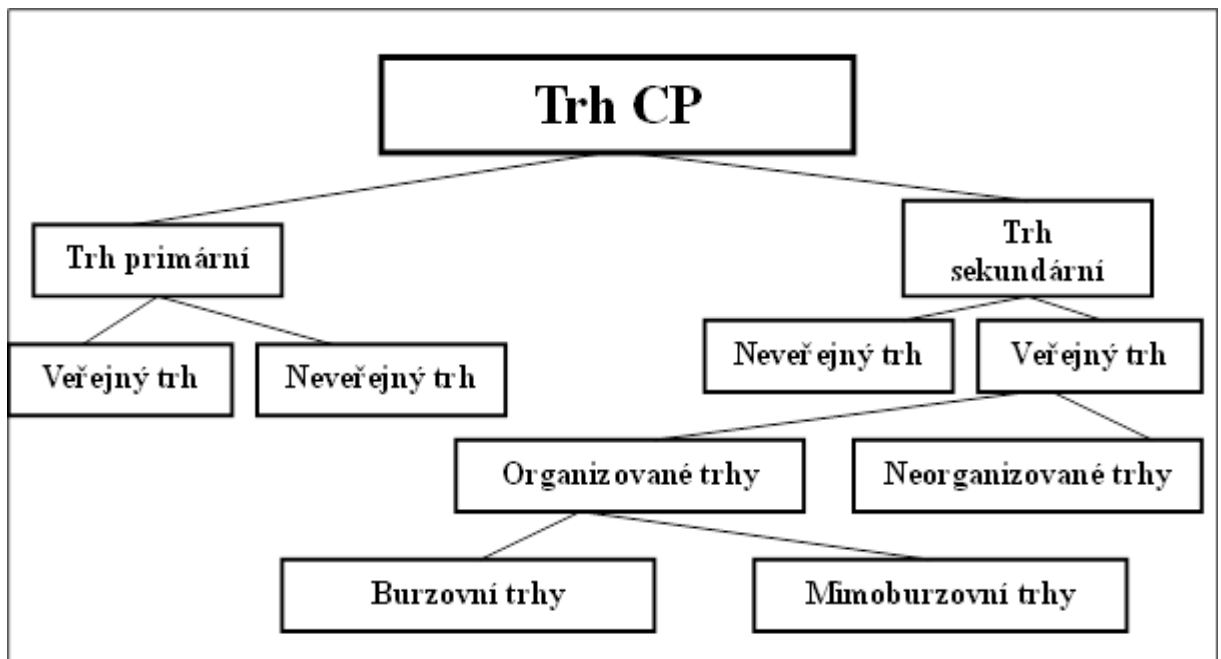 Trh CP
Trh primární
Trh
sekundární
Veřejný trh
Neveřejný trh
Neveřejný trh
Veřejný trh
Organizované trhy
Neorganizované trhy
Burzovní trhy
Mimoburzovní trhy